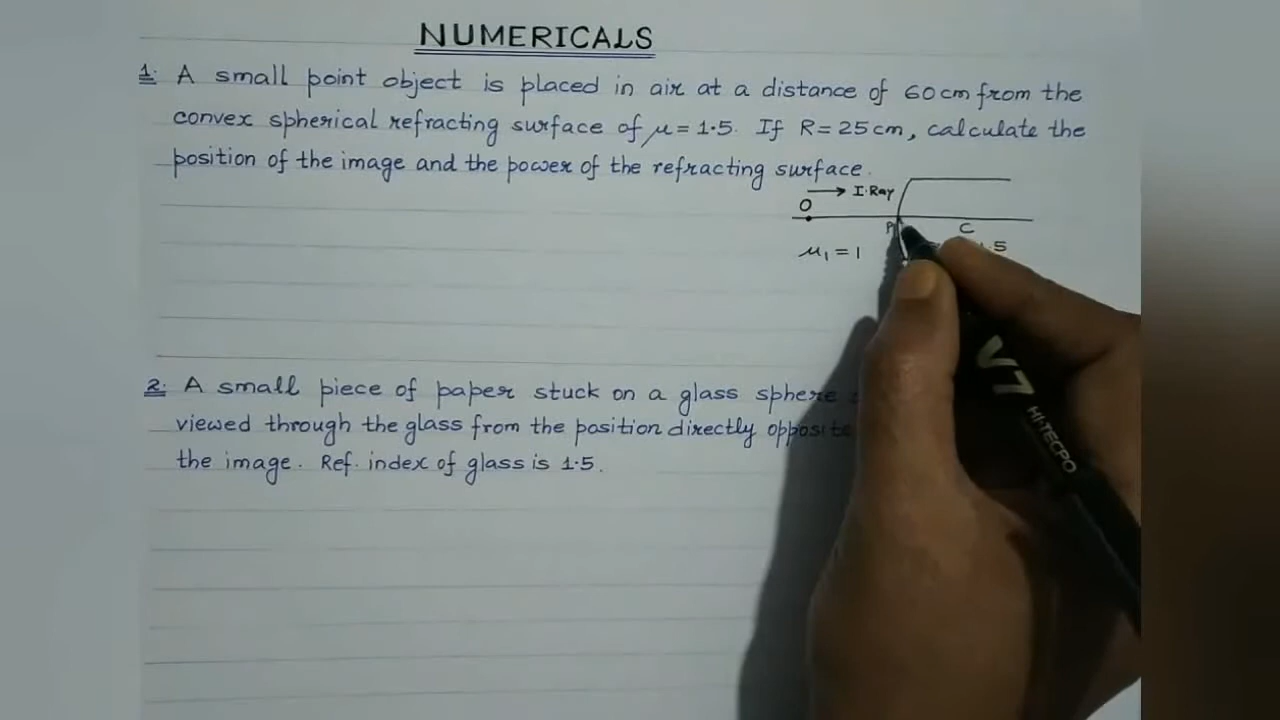 NUMERICALS
1. A small point object is placed in air at a distance of 60 cm from the
convex spherical refracting surface of μ = 1.5. If R = 25 cm, calculate the
position of the image and the power of the refracting surface.
→ I. Ray
O
P C
μ₁ = 1 .5
2. A small piece of paper stuck on a glass sphere
viewed through the glass from the position directly opposite
the image. Ref. index of glass is 1.5.
V7
HI-TECPO